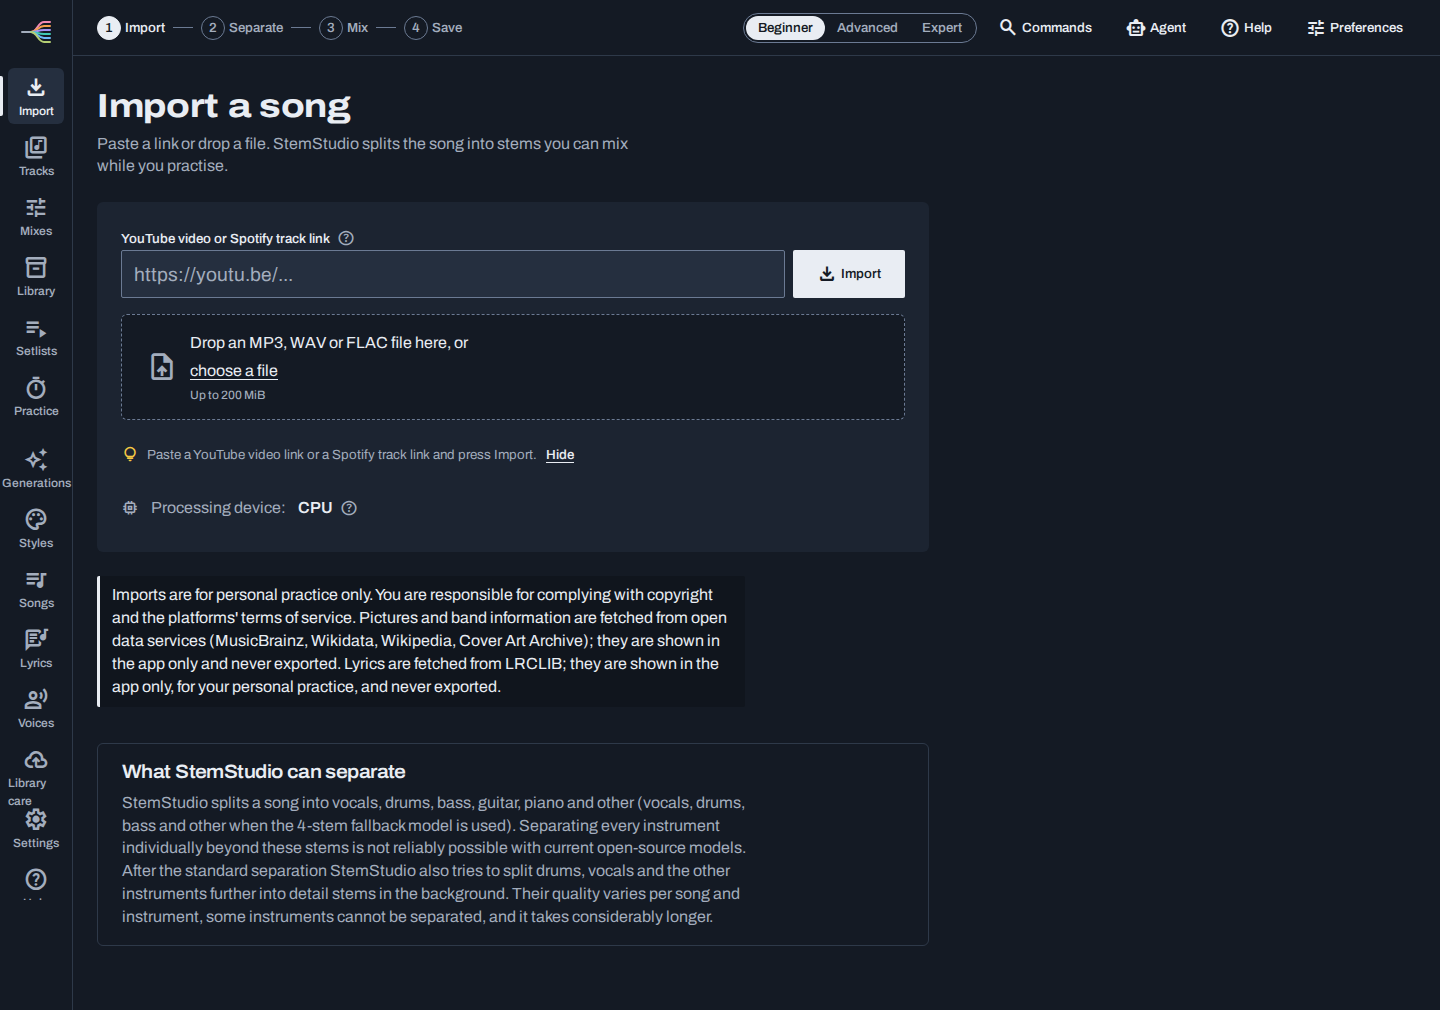 1 Import
2 Separate
3 Mix
4 Save
Beginner
Advanced
Expert
Commands
Agent
Help
Preferences
Import
Tracks
Mixes
Library
Setlists
Practice
Generations
Styles
Songs
Lyrics
Voices
Library
care
Settings
Import a song
Paste a link or drop a file. StemStudio splits the song into stems you can mix
while you practise.
YouTube video or Spotify track link
https://youtu.be/...
Import
Drop an MP3, WAV or FLAC file here, or
choose a file
Up to 200 MiB
Paste a YouTube video link or a Spotify track link and press Import. Hide
Processing device: CPU
Imports are for personal practice only. You are responsible for complying with copyright
and the platforms' terms of service. Pictures and band information are fetched from open
data services (MusicBrainz, Wikidata, Wikipedia, Cover Art Archive); they are shown in
the app only and never exported. Lyrics are fetched from LRCLIB; they are shown in the
app only, for your personal practice, and never exported.
What StemStudio can separate
StemStudio splits a song into vocals, drums, bass, guitar, piano and other (vocals, drums,
bass and other when the 4-stem fallback model is used). Separating every instrument
individually beyond these stems is not reliably possible with current open-source models.
After the standard separation StemStudio also tries to split drums, vocals and the other
instruments further into detail stems in the background. Their quality varies per song and
instrument, some instruments cannot be separated, and it takes considerably longer.